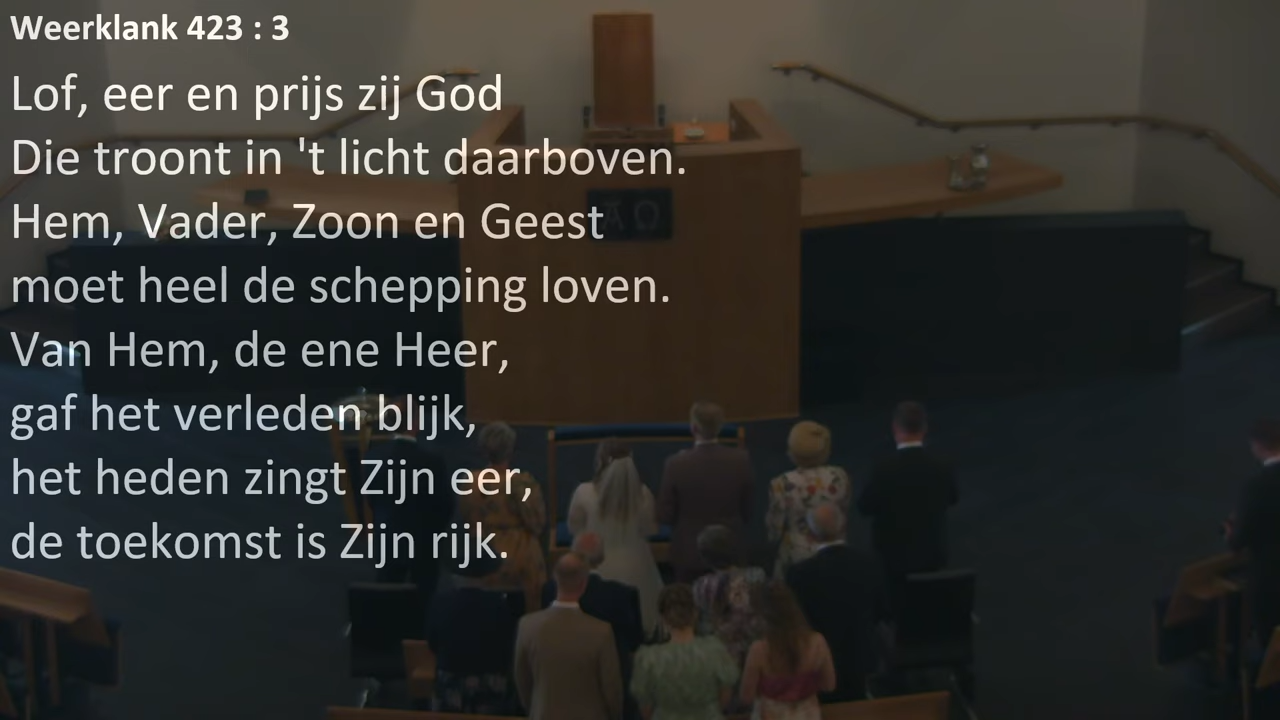 Weerklank 423 : 3
Lof, eer en prijs zij God
Die troont in 't licht daarboven.
Hem, Vader, Zoon en Geest
moet heel de schepping loven.
Van Hem, de ene Heer,
gaf het verleden blijk,
het heden zingt Zijn eer,
de toekomst is Zijn rijk.
Α Ω